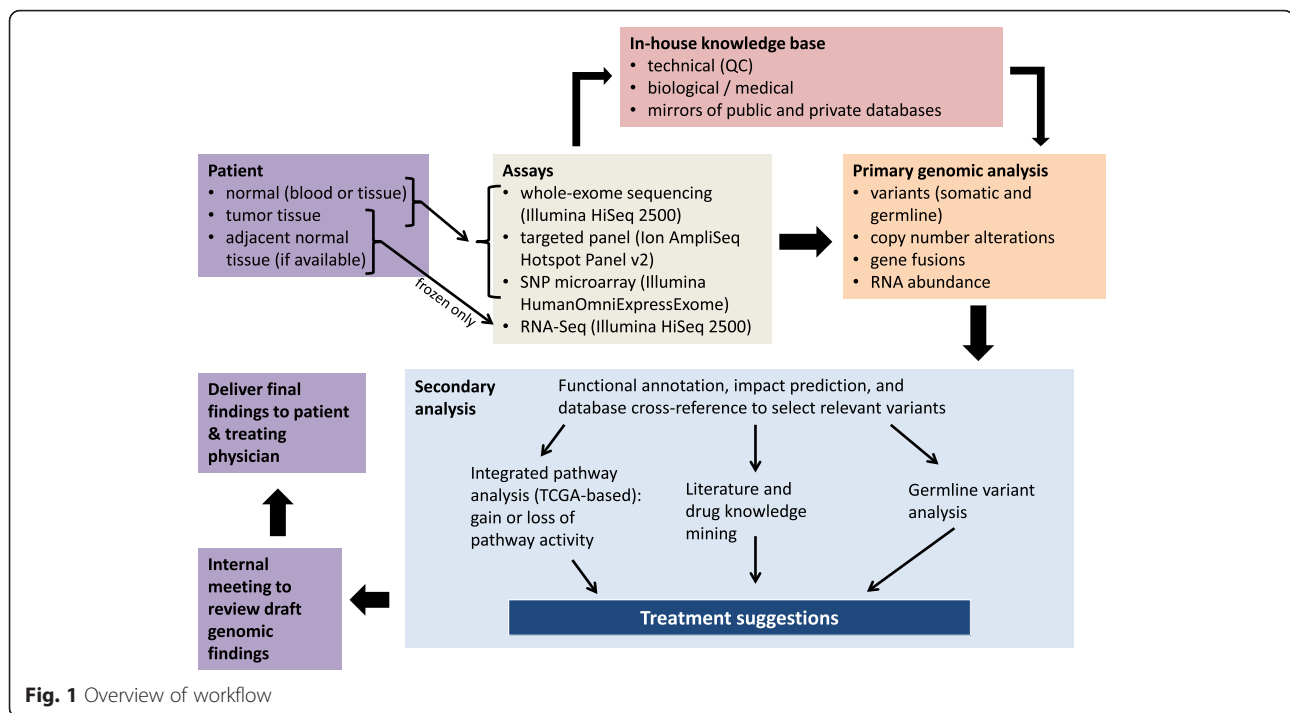 In-house knowledge base
• technical (QC)
• biological / medical
• mirrors of public and private databases
Patient
• normal (blood or tissue)
• tumor tissue
• adjacent normal
tissue (if available)
frozen only
Assays
• whole-exome sequencing
(Illumina HiSeq 2500)
• targeted panel (Ion AmpliSeq
Hotspot Panel v2)
• SNP microarray (Illumina
HumanOmniExpressExome)
• RNA-Seq (Illumina HiSeq 2500)
Primary genomic analysis
• variants (somatic and
germline)
• copy number alterations
• gene fusions
• RNA abundance
Secondary
analysis
Functional annotation, impact prediction, and
database cross-reference to select relevant variants
Integrated pathway
analysis (TCGA-based):
gain or loss of
pathway activity
Literature and
drug knowledge
mining
Germline variant
analysis
Treatment suggestions
Internal
meeting to
review draft
genomic
findings
Deliver final
findings to patient
& treating
physician
Fig. 1 Overview of workflow